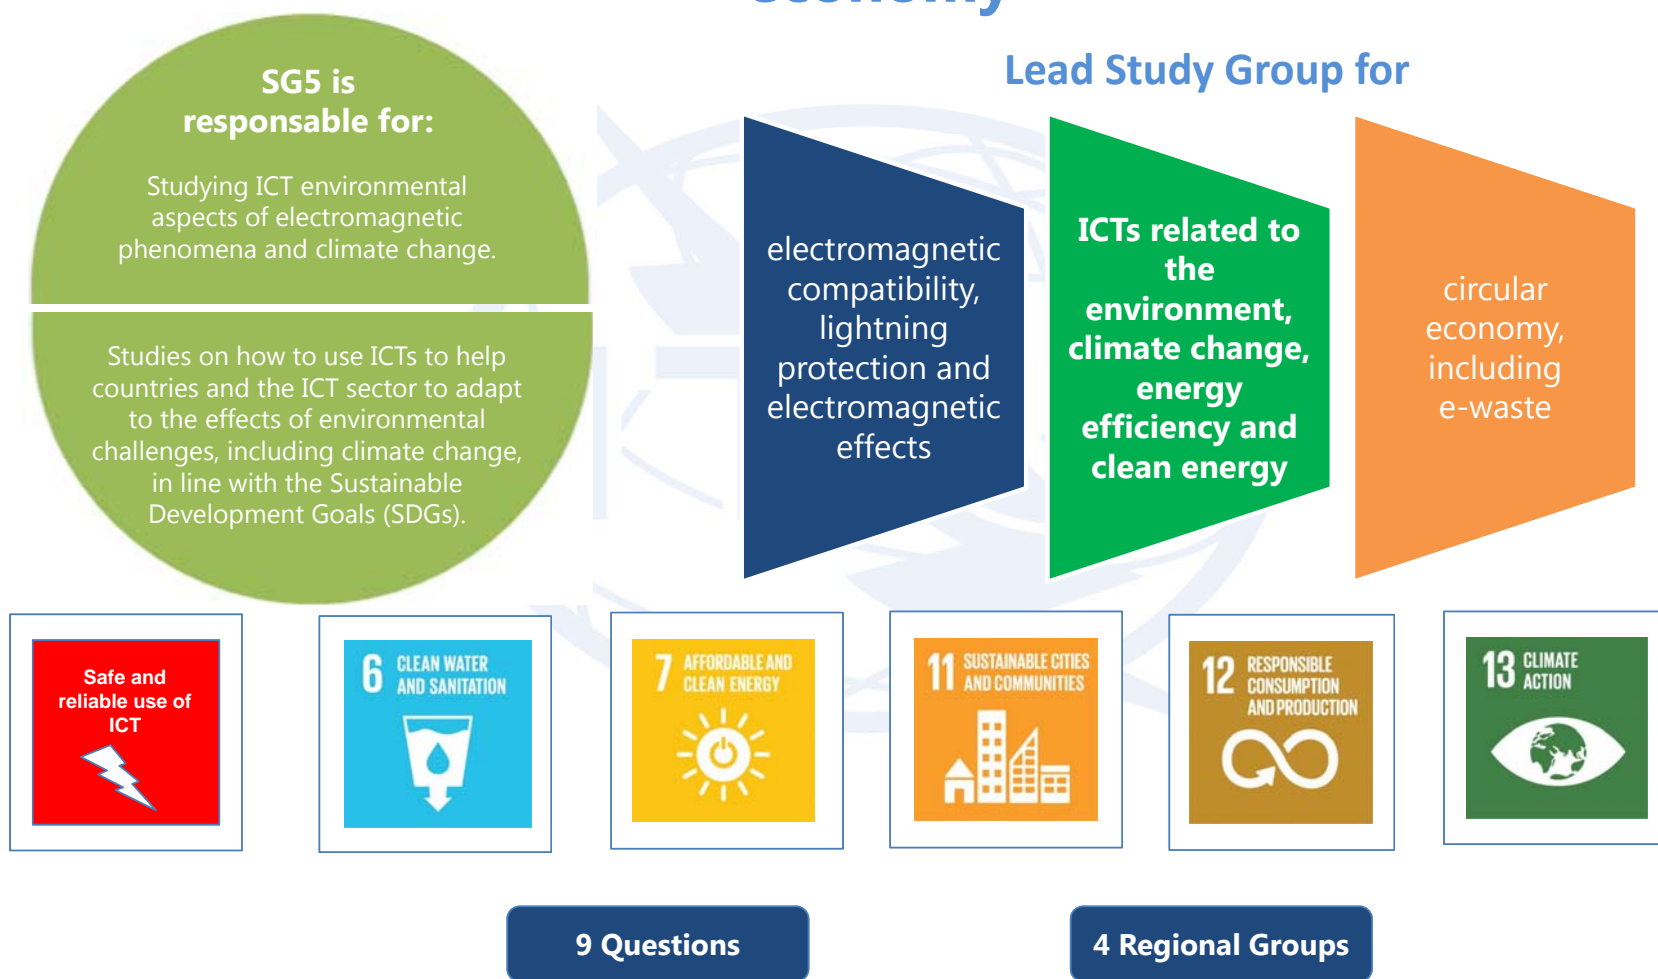 economy
Lead Study Group for
SG5 is
responsable for:
Studying ICT environmental
aspects of electromagnetic
phenomena and climate change.
Studies on how to use ICTs to help
countries and the ICT sector to adapt
to the effects of environmental
challenges, including climate change,
in line with the Sustainable
Development Goals (SDGs).
electromagnetic
compatibility,
lightning
protection and
electromagnetic
effects
ICTs related to
the
environment,
climate change,
energy
efficiency and
clean energy
circular
economy,
including
e-waste
Safe and
reliable use of
ICT
6 CLEAN WATER
AND SANITATION
7 AFFORDABLE AND
CLEAN ENERGY
11 SUSTAINABLE CITIES
AND COMMUNITIES
12 RESPONSIBLE
CONSUMPTION
AND PRODUCTION
13 CLIMATE
ACTION
9 Questions
4 Regional Groups